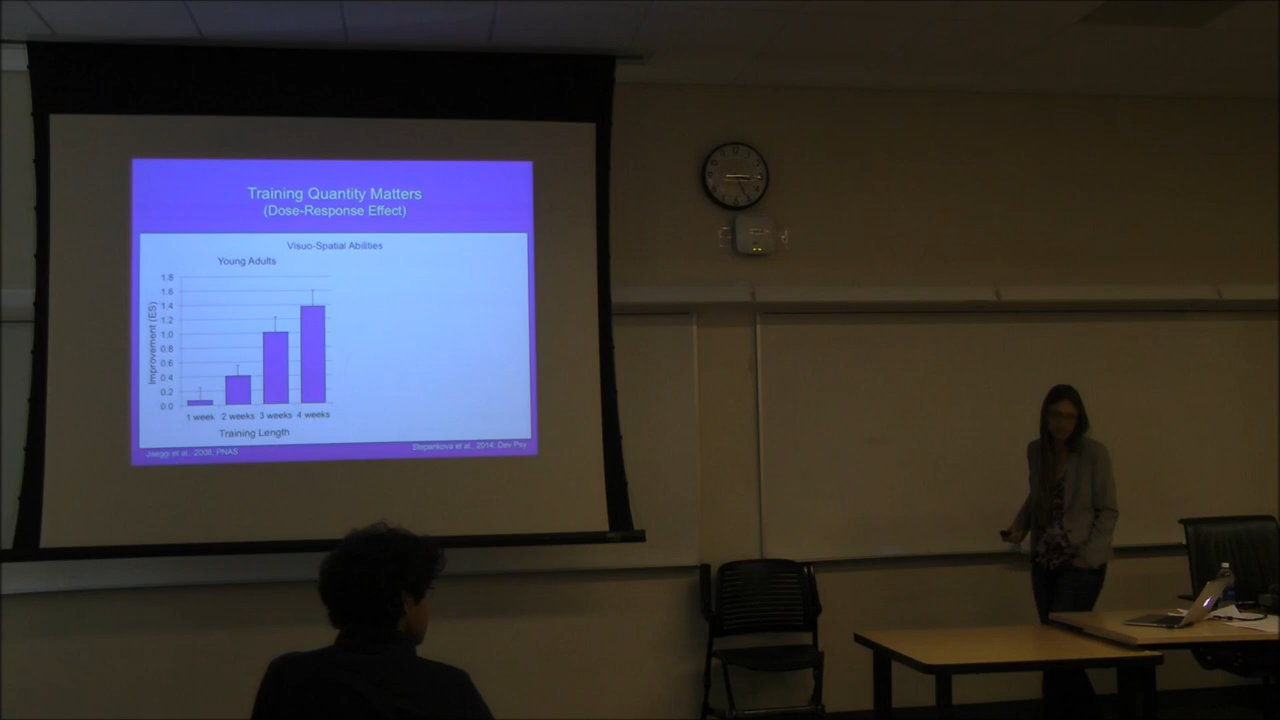 Training Quantity Matters
(Dose-Response Effect)
Visuo-Spatial Abilities
Young Adults
Improvement (ES)
1.8
1.6
1.4
1.2
1.0
0.8
0.6
0.4
0.2
0.0
1 week 2 weeks 3 weeks 4 weeks
Training Length
Jaeggi et al., 2008; PNAS
Stepankova et al., 2014; Dev Psy